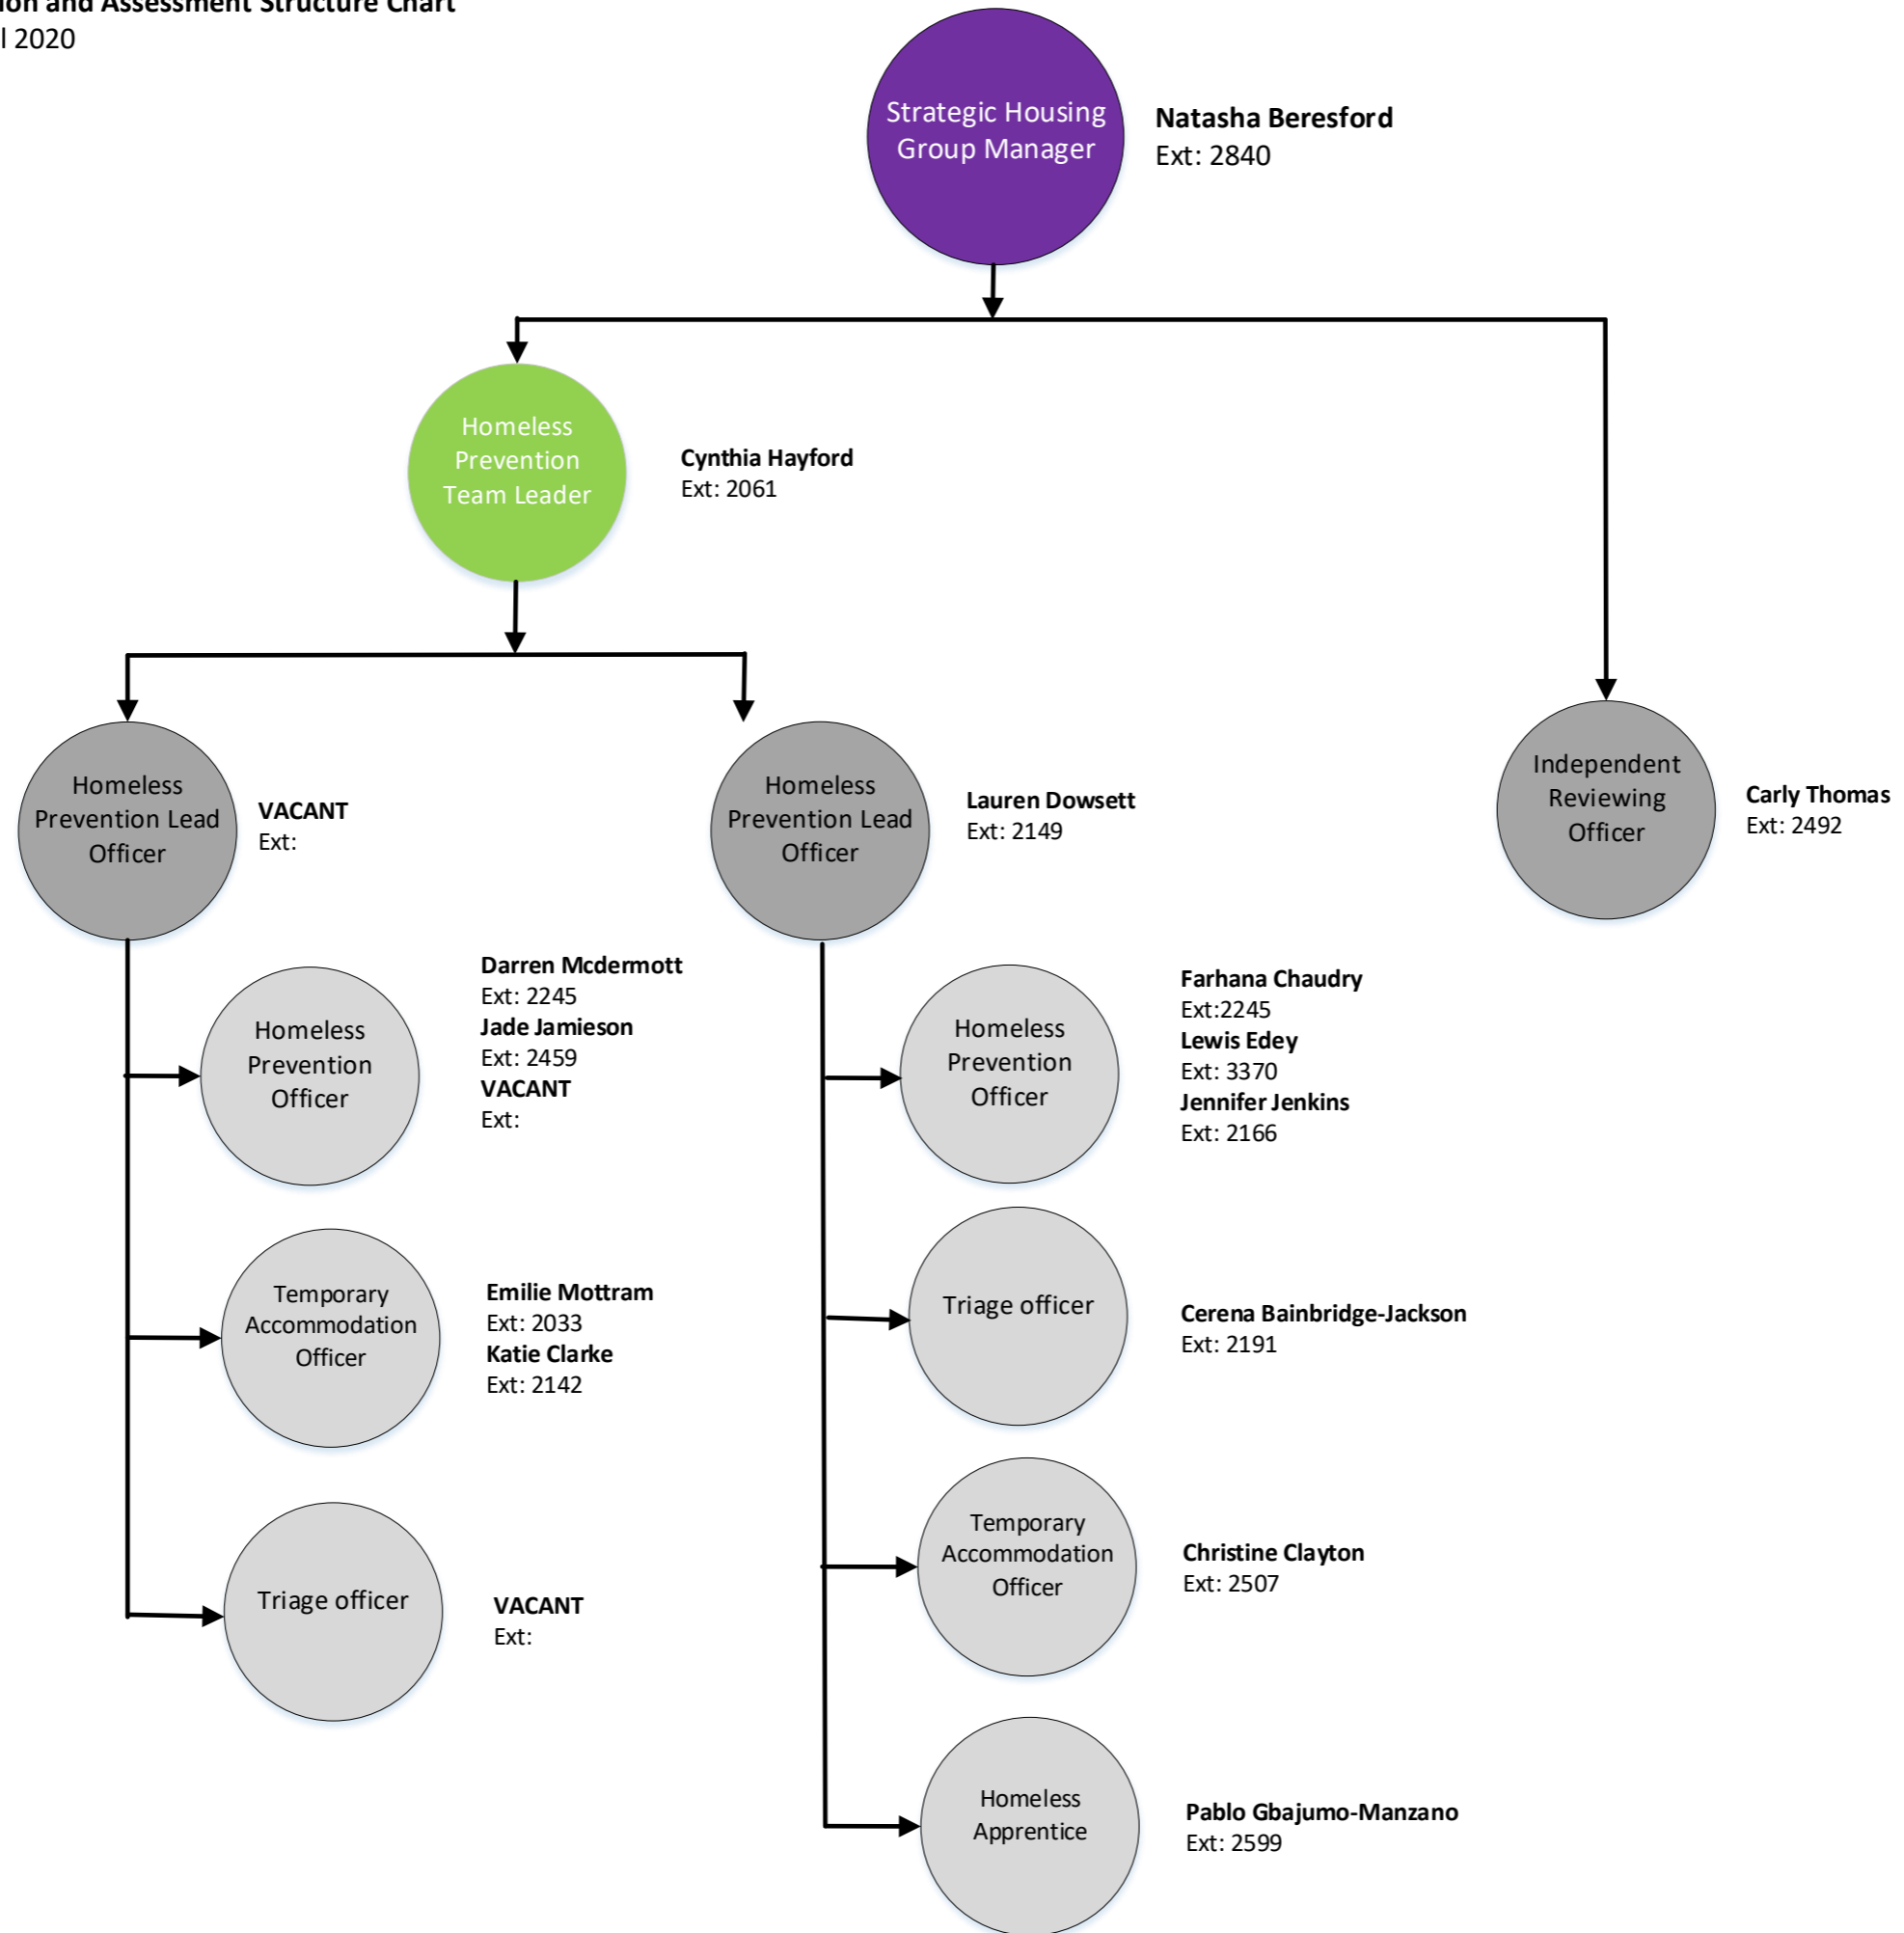 and Assessment Structure Chart
2020
Strategic Housing
Group Manager
Natasha Beresford
Ext: 2840
Homeless
Prevention
Team Leader
Cynthia Hayford
Ext: 2061
Homeless
Prevention Lead
Officer
VACANT
Ext:
Homeless
Prevention Lead
Officer
Lauren Dowsett
Ext: 2149
Independent
Reviewing
Officer
Carly Thomas
Ext: 2492
Homeless
Prevention
Officer
Darren Mcdermott
Ext: 2245
Jade Jamieson
Ext: 2459
VACANT
Ext:
Homeless
Prevention
Officer
Farhana Chaudry
Ext:2245
Lewis Edey
Ext: 3370
Jennifer Jenkins
Ext: 2166
Temporary
Accommodation
Officer
Emilie Mottram
Ext: 2033
Katie Clarke
Ext: 2142
Triage officer
Cerena Bainbridge-Jackson
Ext: 2191
Triage officer
VACANT
Ext:
Temporary
Accommodation
Officer
Christine Clayton
Ext: 2507
Homeless
Apprentice
Pablo Gbajumo-Manzano
Ext: 2599